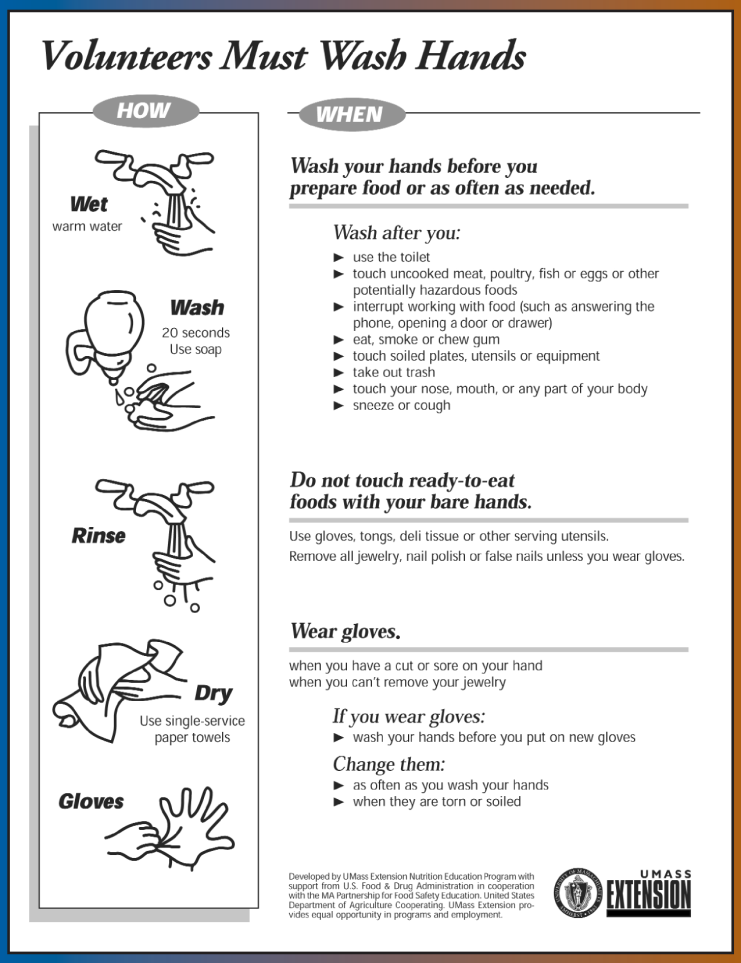 Volunteers Must Wash Hands
HOW
Wet
warm water
Wash
20 seconds
Use soap
Rinse
Dry
Use single-service
paper towels
Gloves
WHEN
Wash your hands before you
prepare food or as often as needed.
Wash after you:
► use the toilet
► touch uncooked meat, poultry, fish or eggs or other
potentially hazardous foods
► interrupt working with food (such as answering the
phone, opening a door or drawer)
► eat, smoke or chew gum
► touch soiled plates, utensils or equipment
► take out trash
► touch your nose, mouth, or any part of your body
► sneeze or cough
Do not touch ready-to-eat
foods with your bare hands.
Use gloves, tongs, deli tissue or other serving utensils.
Remove all jewelry, nail polish or false nails unless you wear gloves.
Wear gloves.
when you have a cut or sore on your hand
when you can't remove your jewelry
If you wear gloves:
► wash your hands before you put on new gloves
Change them:
► as often as you wash your hands
► when they are torn or soiled
Developed by UMass Extension Nutrition Education Program with
support from U.S. Food & Drug Administration in cooperation
with the MA Partnership for Food Safety Education. United States
Department of Agriculture Cooperating. UMass Extension pro-
vides equal opportunity in programs and employment.
UMASS
EXTENSION